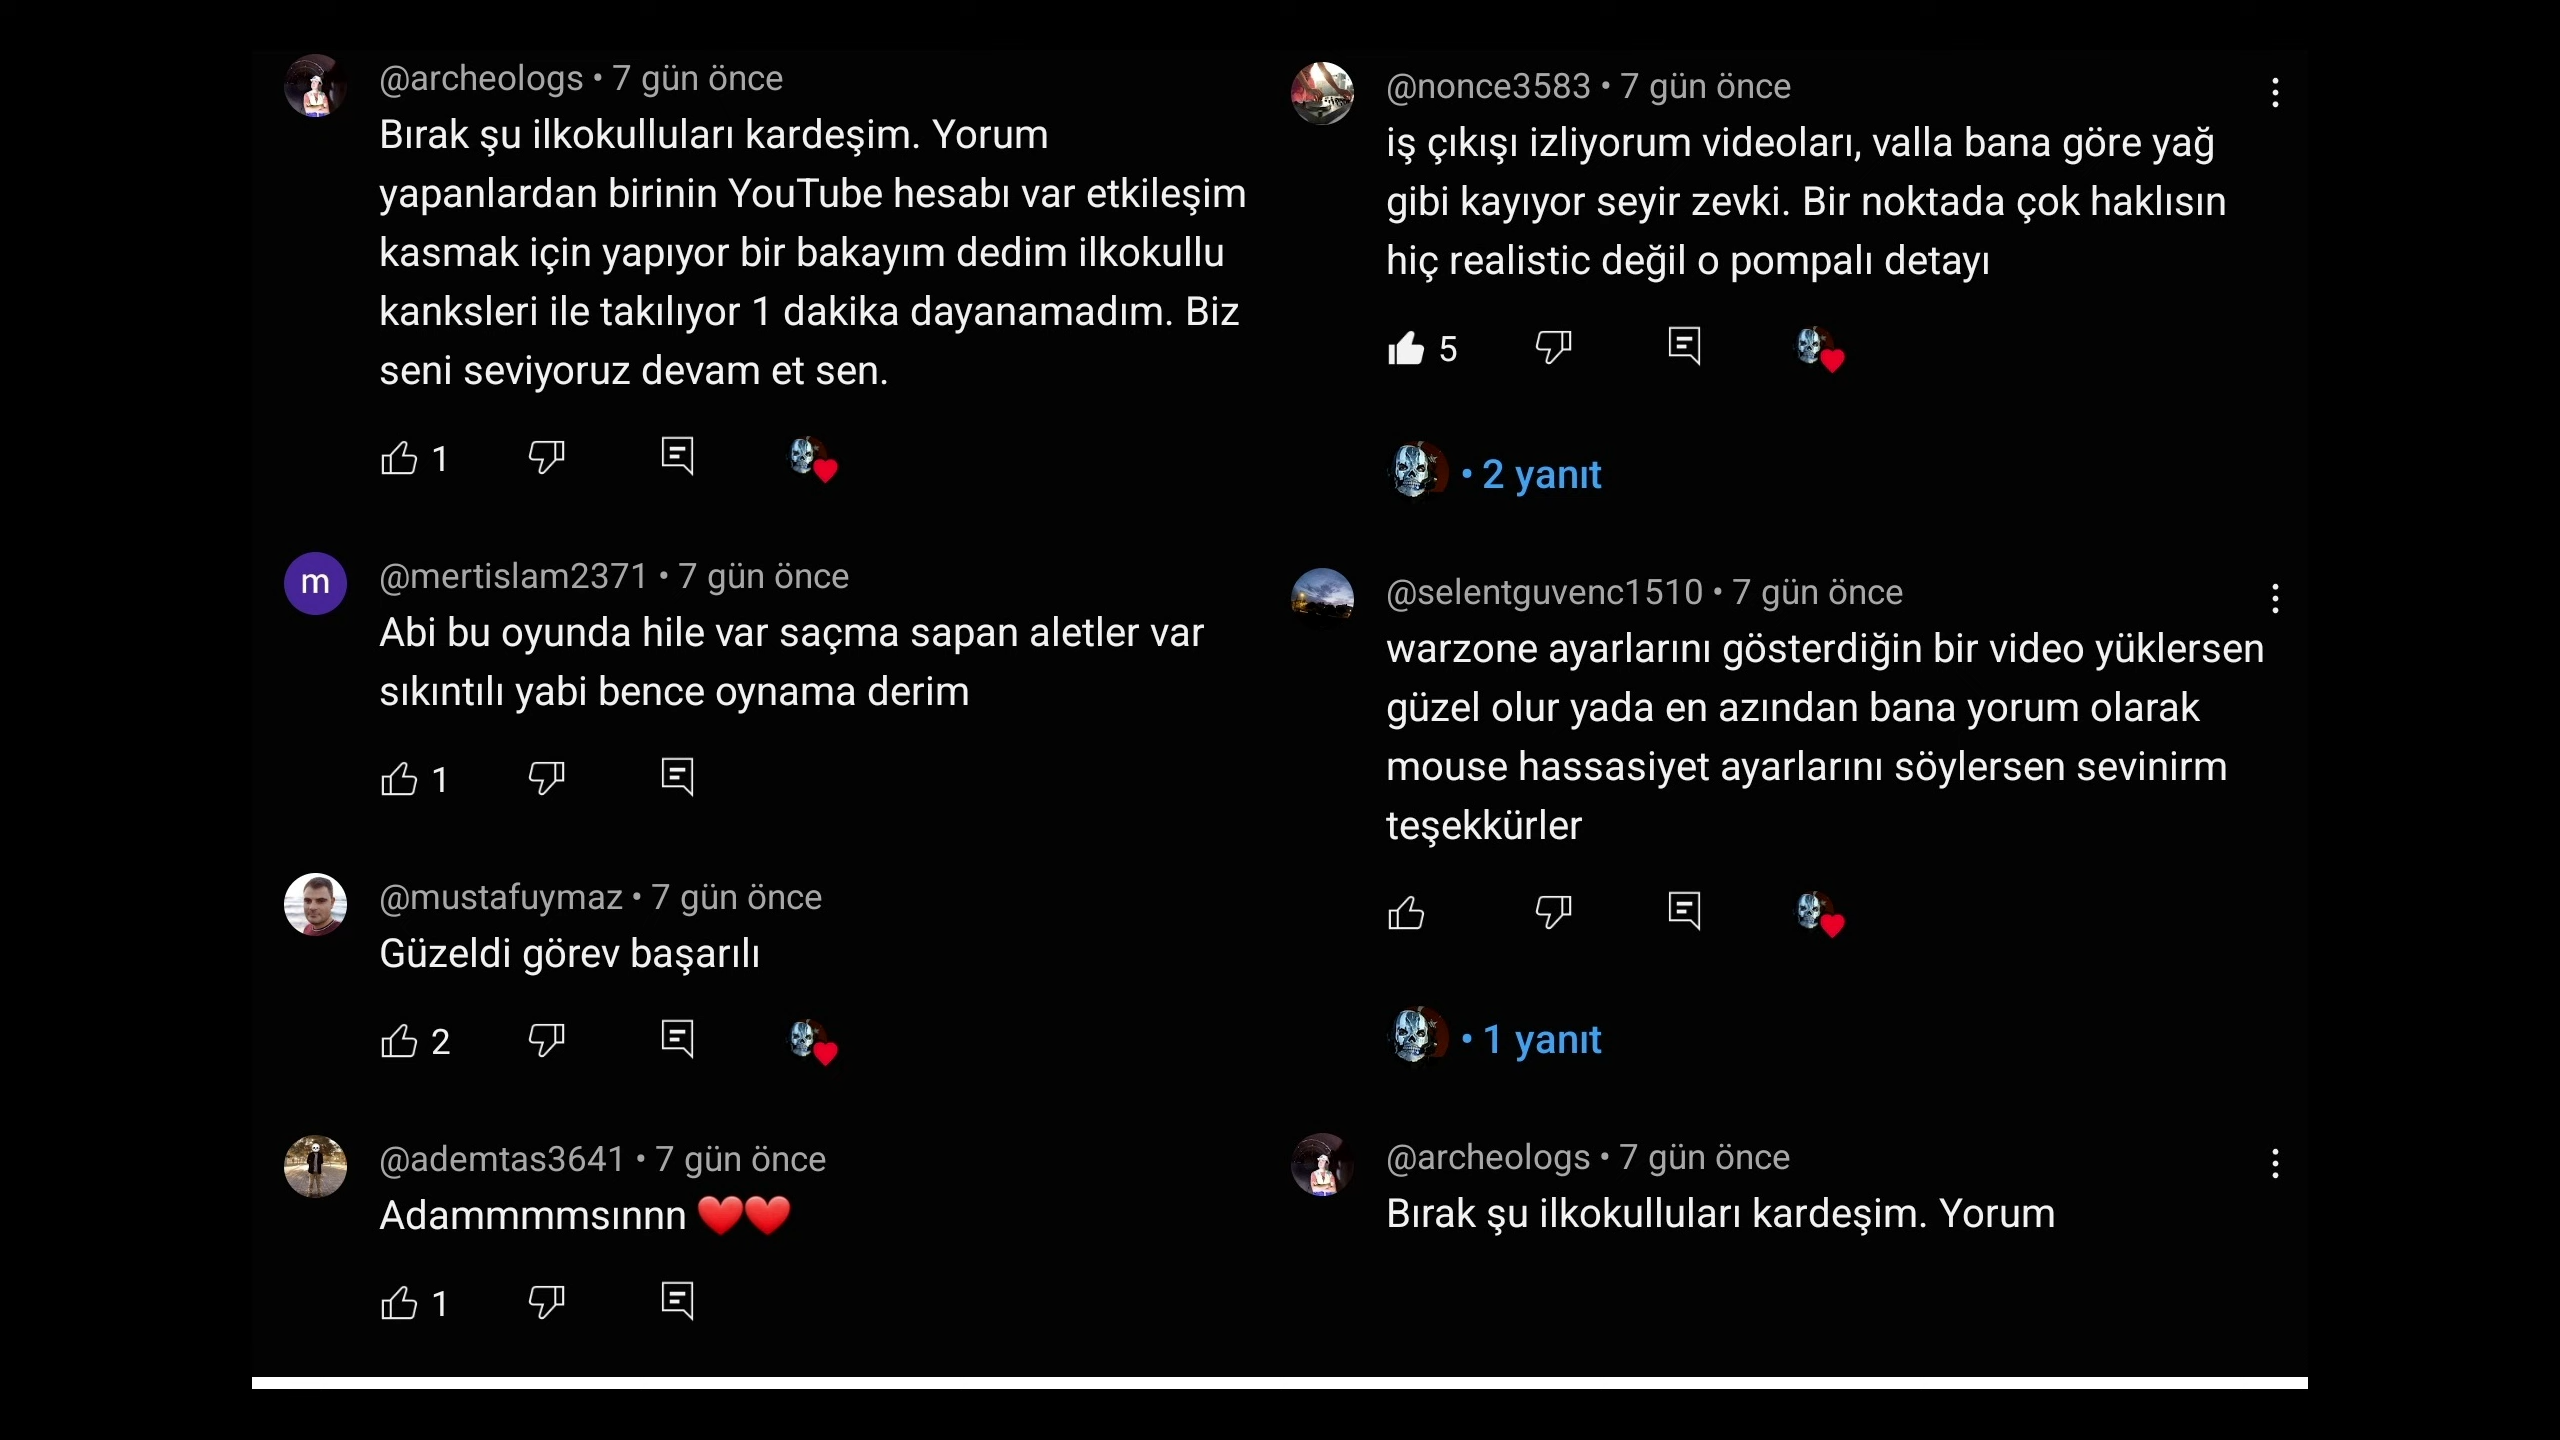 @archeologs • 7 gün önce
Bırak şu ilkokulluları kardeşim. Yorum
yapanlardan birinin YouTube hesabı var etkileşim
kasmak için yapıyor bir bakayım dedim ilkokullu
kanksleri ile takılıyor 1 dakika dayanamadım. Biz
seni seviyoruz devam et sen.
1
m
@mertislam2371 • 7 gün önce
Abi bu oyunda hile var saçma sapan aletler var
sıkıntılı yabi bence oynama derim
1
@mustafuymaz • 7 gün önce
Güzeldi görev başarılı
2
@ademtas3641 • 7 gün önce
Adammmmsınnn ❤️❤️
1
@nonce3583 • 7 gün önce
iş çıkışı izliyorum videoları, valla bana göre yağ
gibi kayıyor seyir zevki. Bir noktada çok haklısın
hiç realistic değil o pompalı detayı
5
• 2 yanıt
@selentguvenc1510 • 7 gün önce
warzone ayarlarını gösterdiğin bir video yüklersen
güzel olur yada en azından bana yorum olarak
mouse hassasiyet ayarlarını söylersen sevinirm
teşekkürler
• 1 yanıt
@archeologs • 7 gün önce
Bırak şu ilkokulluları kardeşim. Yorum